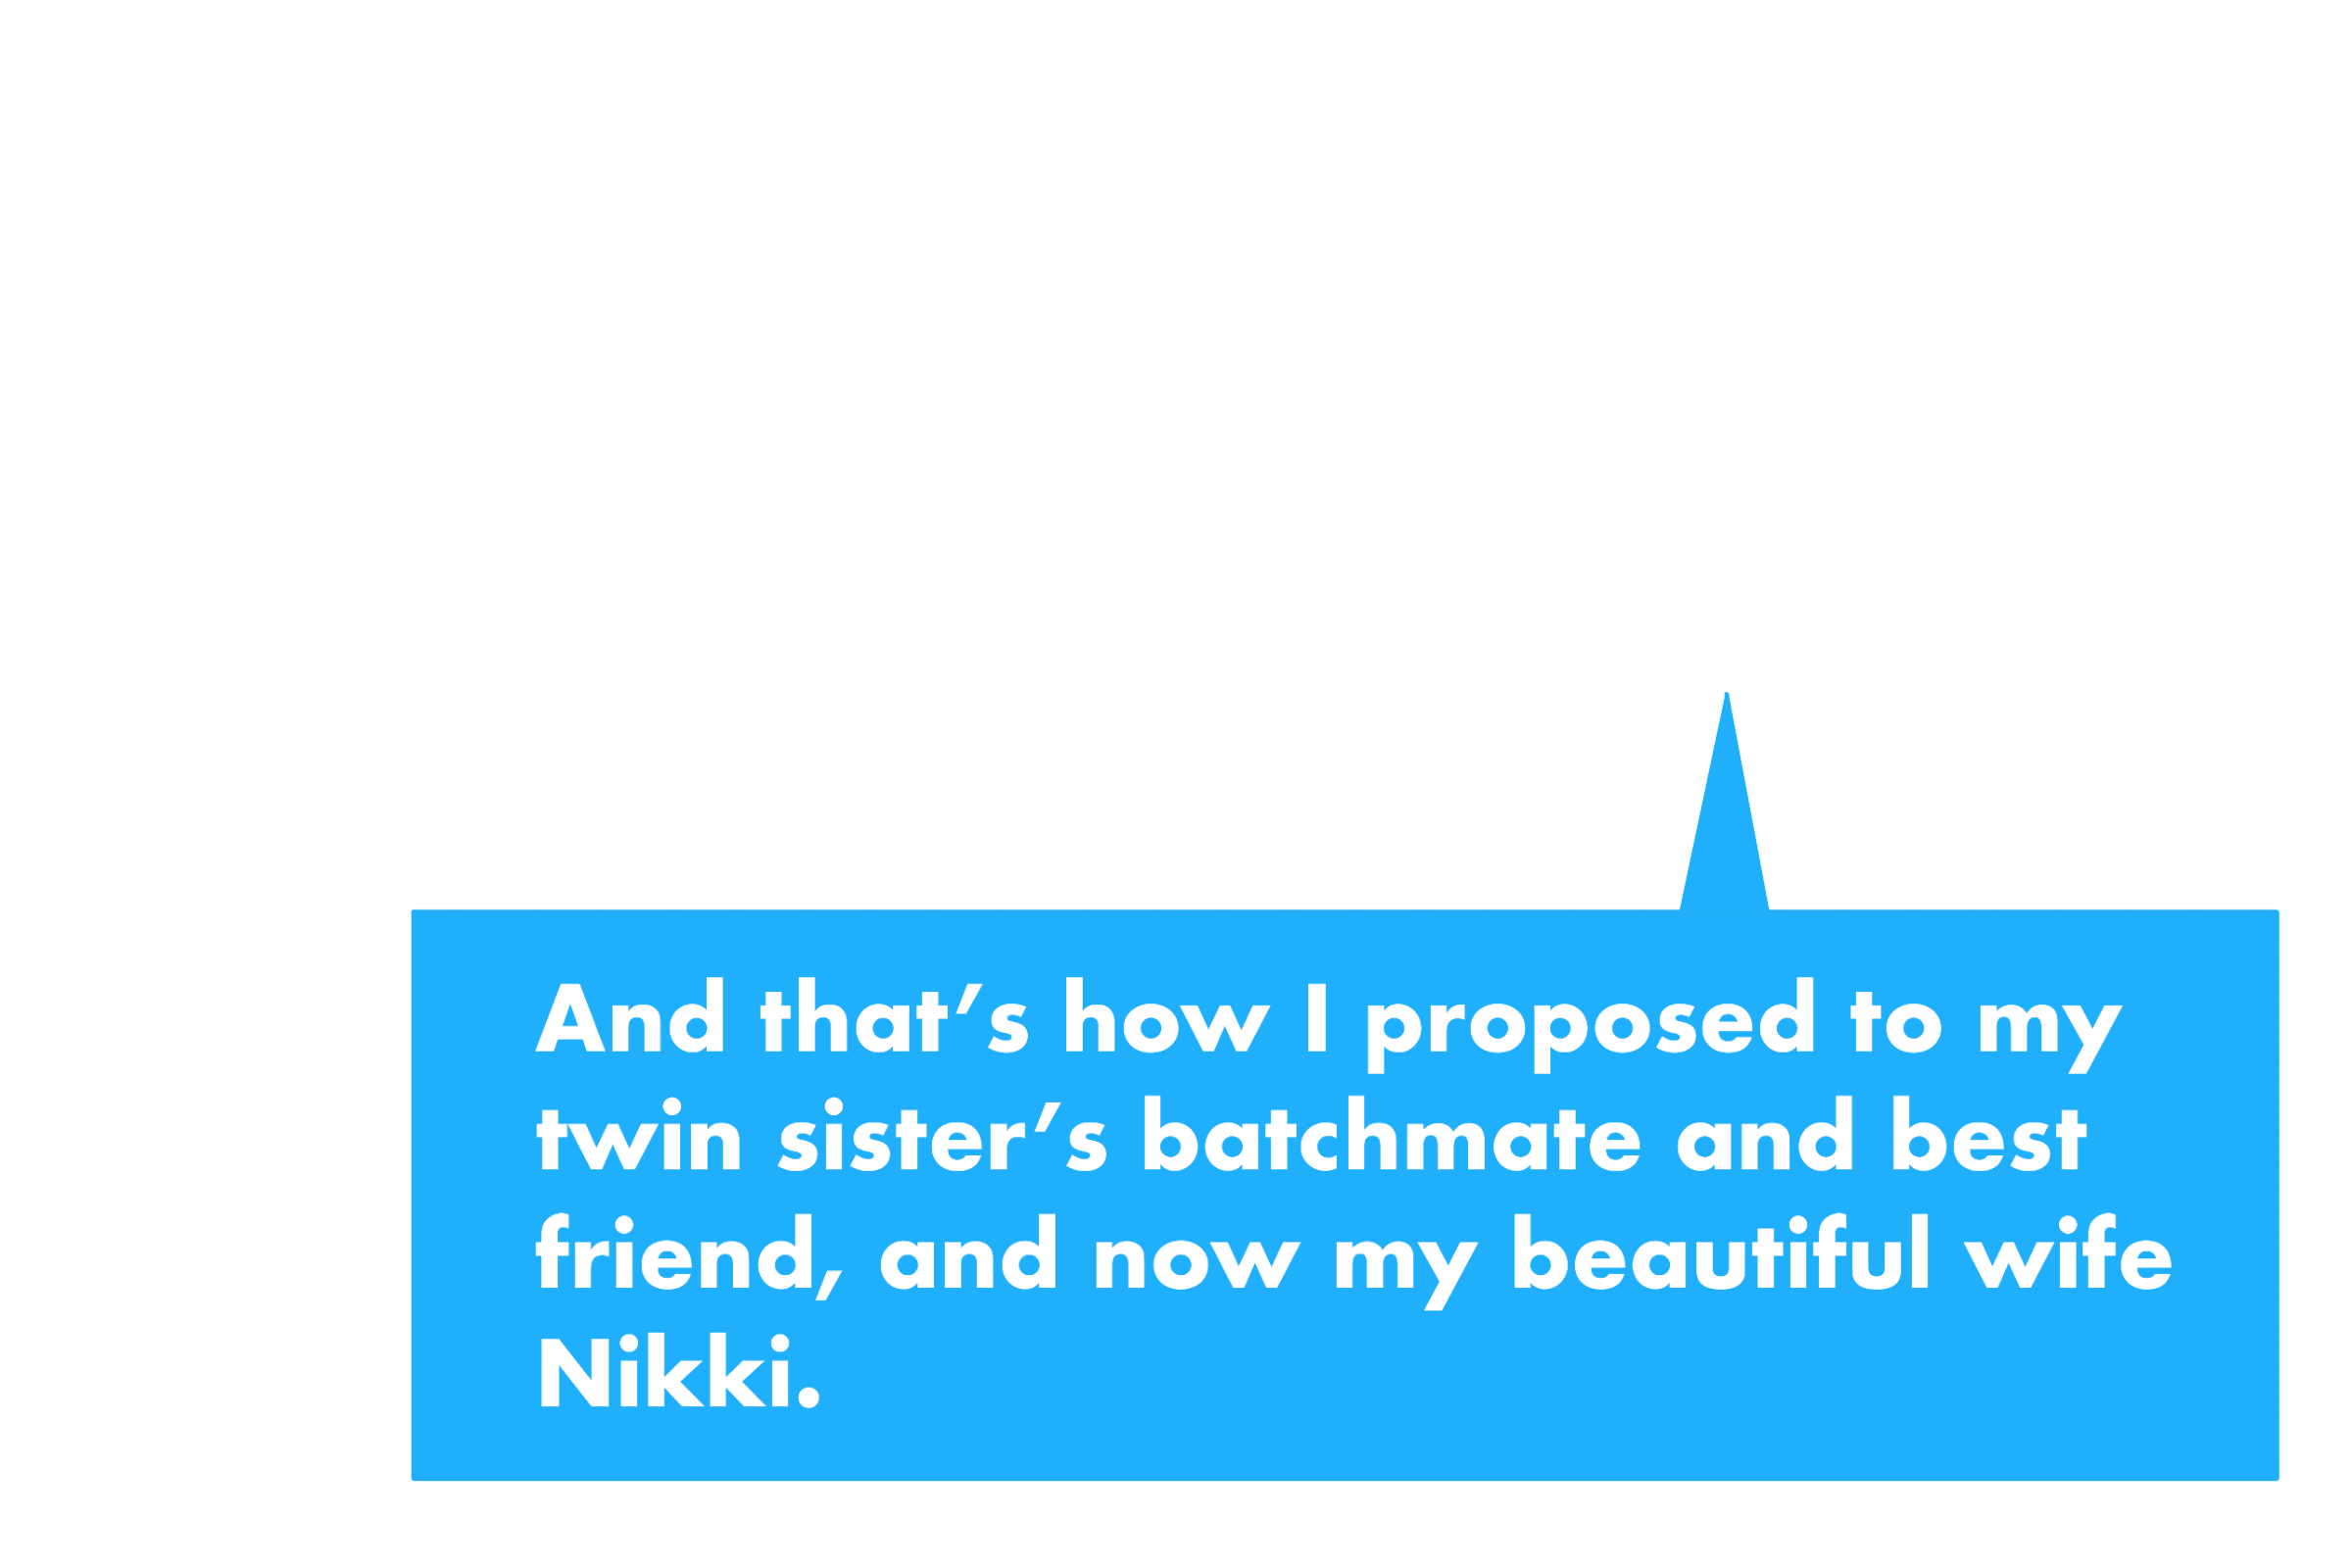 And that's how I proposed to my
twin sister's batchmate and best
friend, and now my beautiful wife
Nikki.